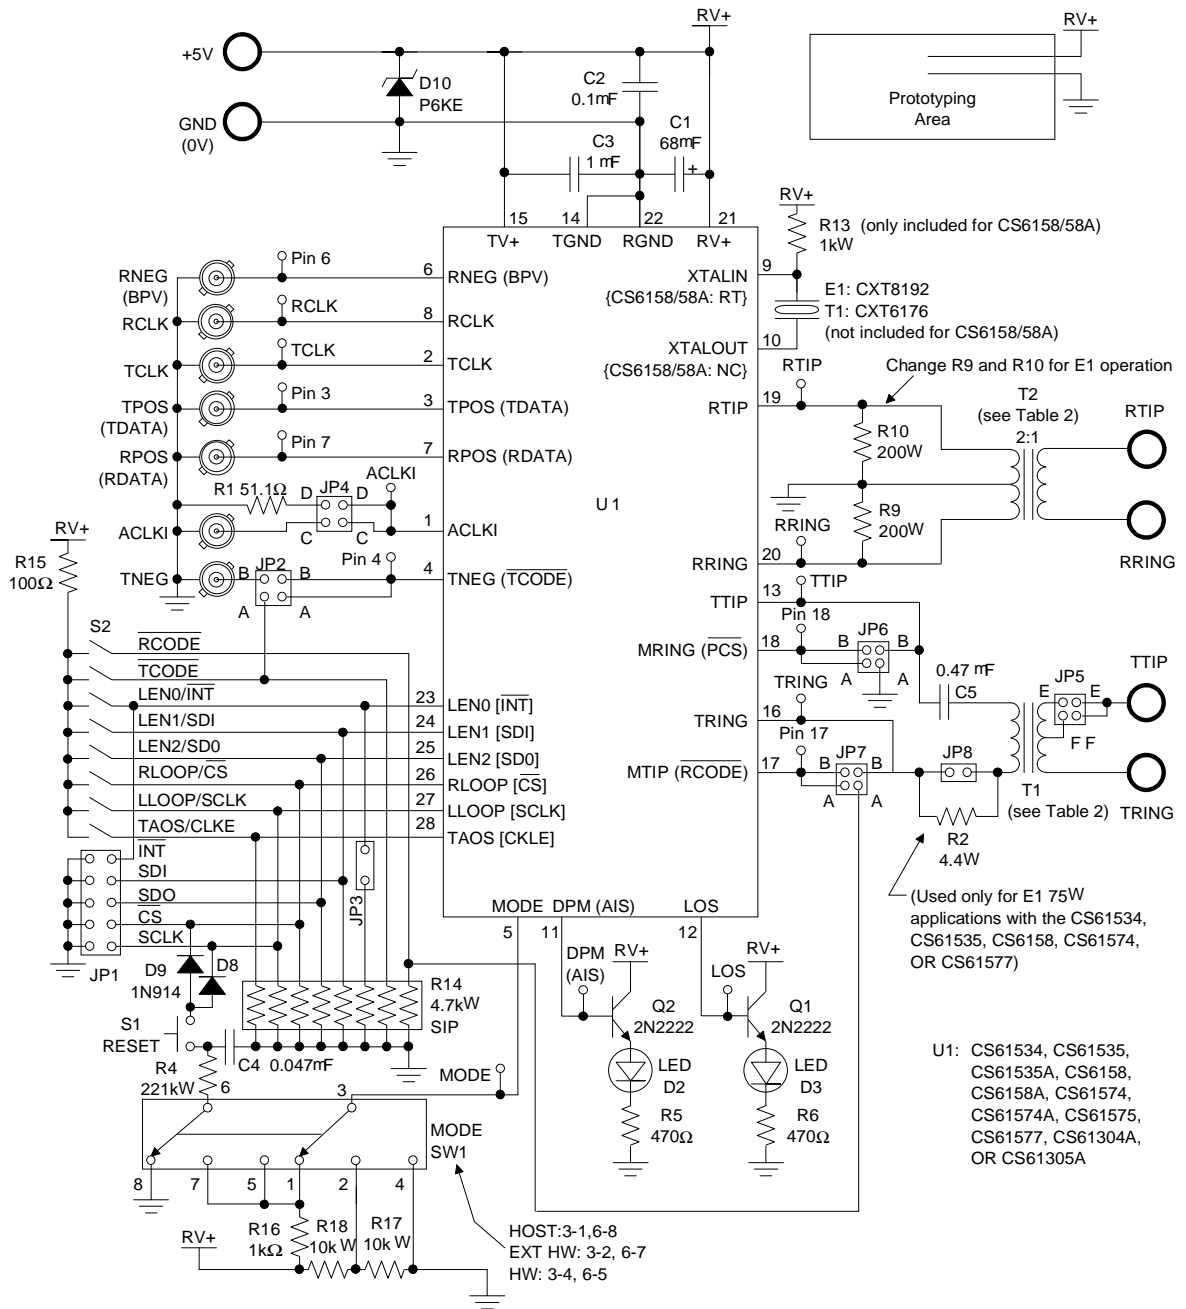 RV+
RV+
+5V
D10
P6KE
C2
0.1mF
GND
(0V)
C1
68mF
+
C3
1 mF
Prototyping
Area
RV+
R13 (only included for CS6158/58A)
1kW
15
14
22
21
TV+
TGND
RGND
RV+
RNEG
(BPV)
Pin 6
6
RNEG (BPV)
XTALIN
9
{CS6158/58A: RT}
E1: CXT8192
T1: CXT6176
(not included for CS6158/58A)
RCLK
RCLK
8
RCLK
XTALOUT
10
{CS6158/58A: NC}
TCLK
TCLK
2
TCLK
RTIP
Change R9 and R10 for E1 operation
TPOS
(TDATA)
Pin 3
3
TPOS (TDATA)
RTIP
19
T2
(see Table 2)
2:1
RTIP
R10
200W
RPOS
(RDATA)
Pin 7
7
RPOS (RDATA)
ACLKI
R1 51.1Ω
D
JP4
D
U1
R9
200W
RRING
RV+
ACLKI
C
C
1
ACLKI
R15
100Ω
RRING
20
RRING
TNEG
B
JP2
B
A
A
Pin 4
4
TNEG (TCODE)
TTIP
TTIP
13
Pin 18
S2
RCODE
MRING (PCS)
18
B
JP6
B
A
A
TCODE
0.47 mF
C5
JP5
E
E
F F
TTIP
LEN0/INT
23
LEN0 [INT]
TRING
LEN1/SDI
24
LEN1 [SDI]
TRING
16
Pin 17
LEN2/SD0
25
LEN2 [SD0]
RLOOP/CS
26
RLOOP [CS]
MTIP (RCODE)
17
B
JP7
B
A
A
JP8
T1
(see Table 2)
TRING
LLOOP/SCLK
27
LLOOP [SCLK]
TAOS/CLKE
28
TAOS [CKLE]
R2
4.4W
INT
SDI
SDO
CS
SCLK
JP1
JP3
(Used only for E1 75W
applications with the CS61534,
CS61535, CS6158, CS61574,
OR CS61577)
MODE
DPM (AIS)
LOS
5
11
12
DPM
(AIS)
RV+
LOS
RV+
D9
1N914
D8
R14
4.7kW
SIP
Q2
2N2222
Q1
2N2222
S1
RESET
C4
0.047mF
R4
221kW
6
3
MODE
LED
D2
LED
D3
MODE
SW1
R5
470Ω
R6
470Ω
U1: CS61534, CS61535,
CS61535A, CS6158,
CS6158A, CS61574,
CS61574A, CS61575,
CS61577, CS61304A,
OR CS61305A
8
7
5
1
2
4
RV+
R16
1kΩ
R18
10k W
R17
10k W
HOST:3-1,6-8
EXT HW: 3-2, 6-7
HW: 3-4, 6-5